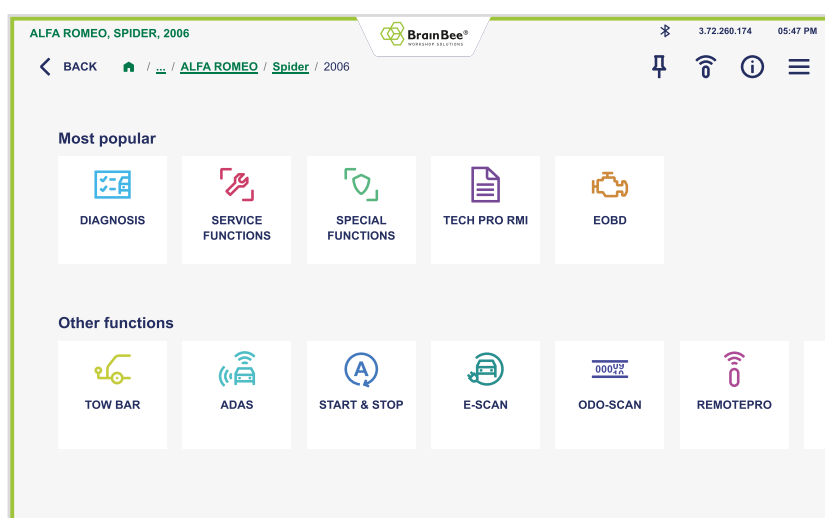 ALFA ROMEO, SPIDER, 2006
BrainBee®
WORKSHOP SOLUTIONS
3.72.260.174
05:47 PM
BACK / ... / ALFA ROMEO / Spider / 2006
Most popular
DIAGNOSIS
SERVICE
FUNCTIONS
SPECIAL
FUNCTIONS
TECH PRO RMI
EOBD
Other functions
TOW BAR
A
ADAS
START & STOP
E-SCAN
ODO-SCAN
REMOTEPRO